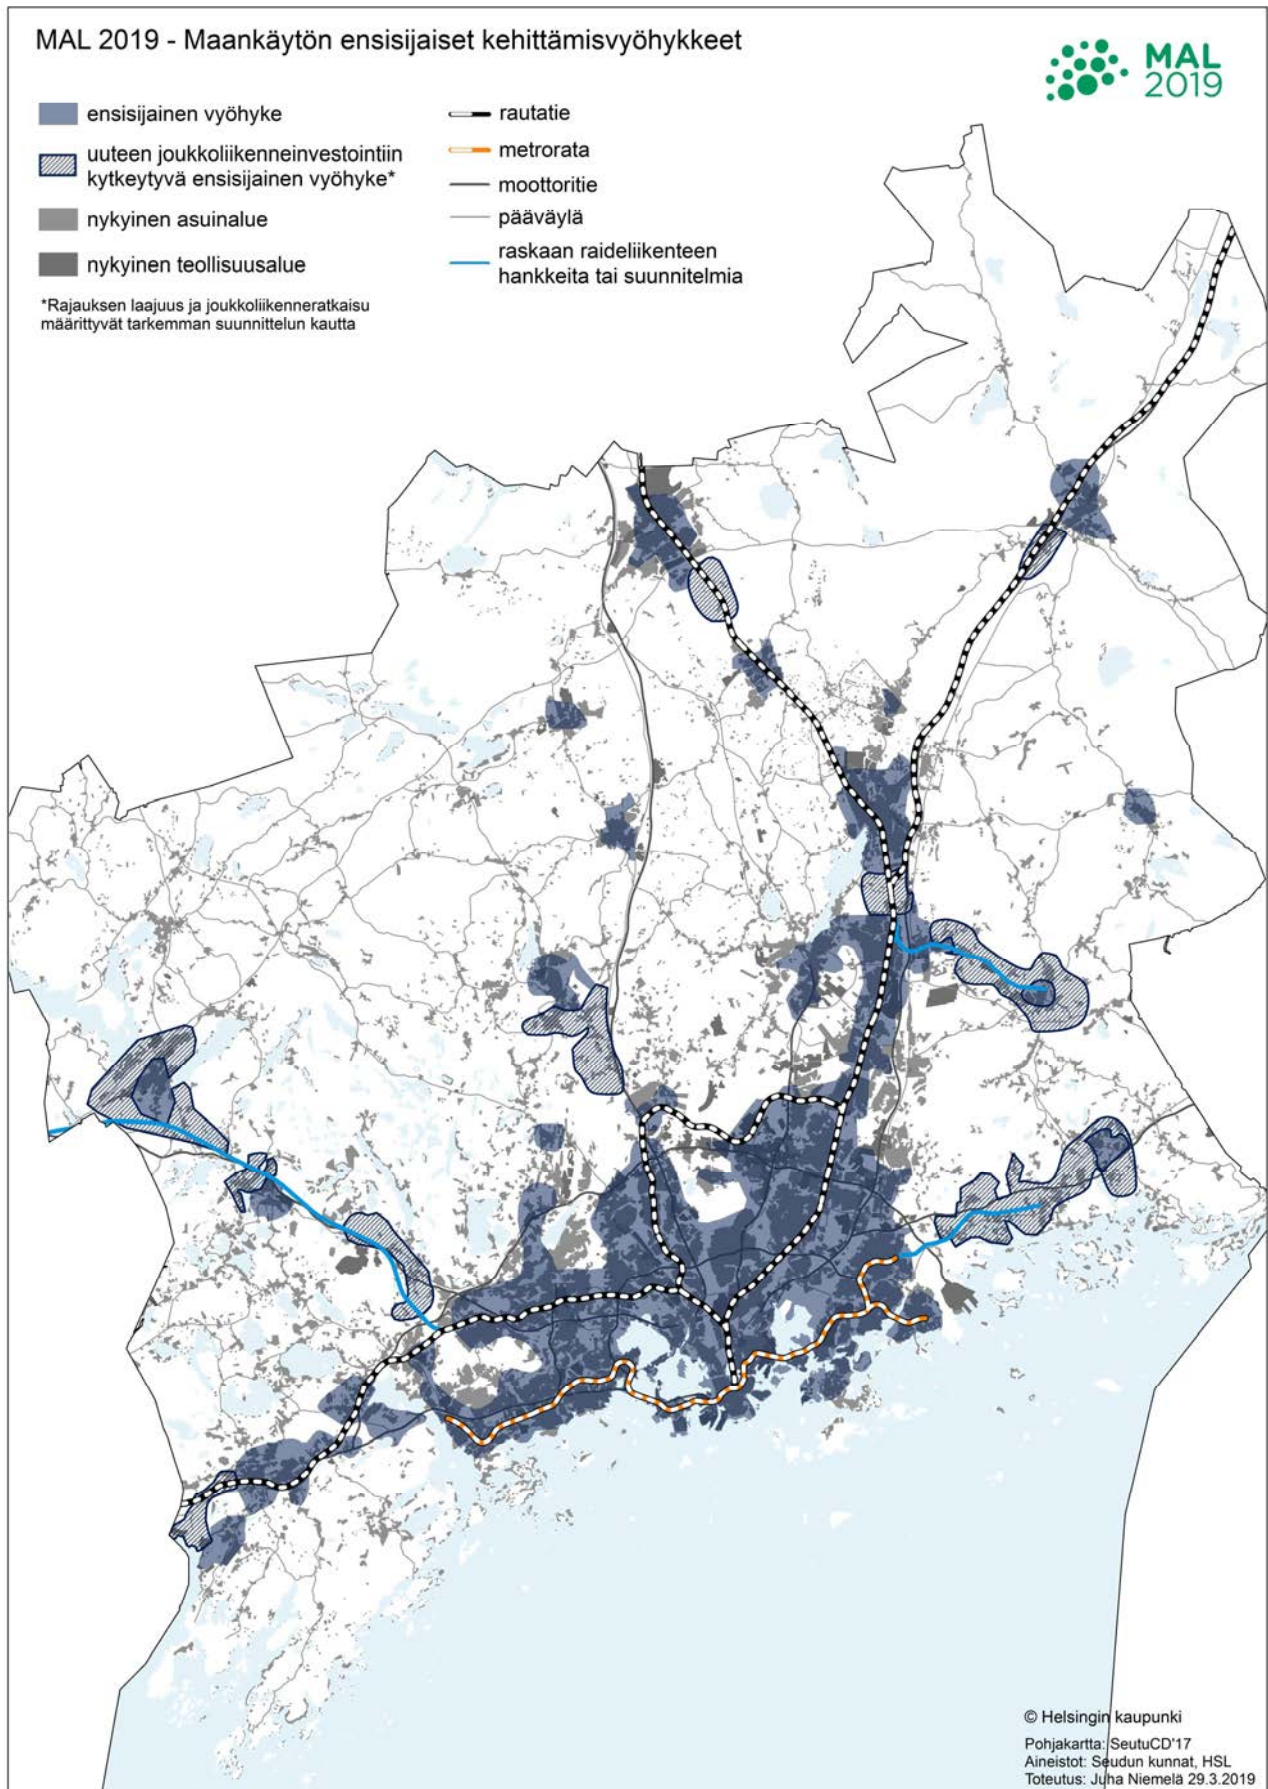 MAL 2019 - Maankäytön ensisijaiset kehittämisvyöhykkeet
MAL
2019
ensisijainen vyöhyke
uuteen joukkoliikenneinvestointiin
kytkeytyvä ensisijainen vyöhyke*
nykyinen asuinalue
nykyinen teollisuusalue
*Rajauksen laajuus ja joukkoliikenneratkaisu
määrittyvät tarkemman suunnittelun kautta
rautatie
metrorata
moottoritie
pääväylä
raskaan raideliikenteen
hankkeita tai suunnitelmia
© Helsingin kaupunki
Pohjakartta: SeutuCD'17
Aineistot: Seudun kunnat, HSL
Toteutus: Juha Niemelä 29.3.2019